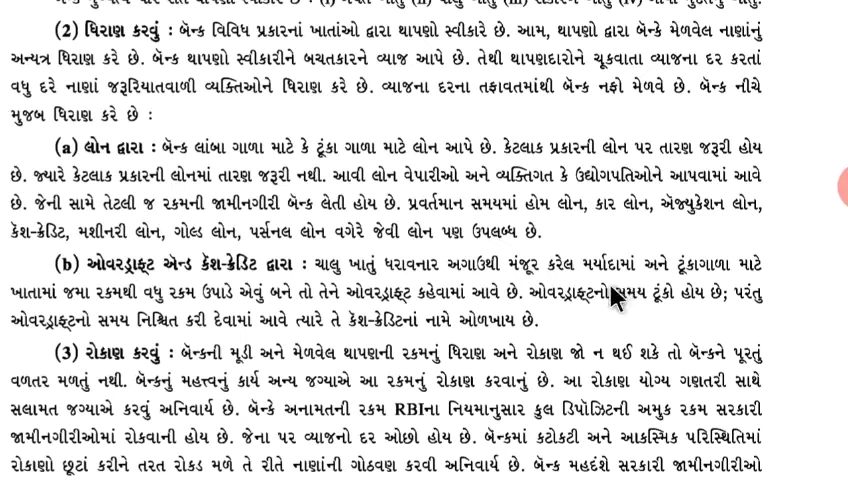 (2) ધિરાણ કરવું : બૅન્ક વિવિધ પ્રકારનાં ખાતાંઓ દ્વારા થાપણો સ્વીકારે છે. આમ, થાપણો દ્વારા બૅન્કે મેળવેલ નાણાંનું
અન્યત્ર ધિરાણ કરે છે. બૅન્ક થાપણો સ્વીકારીને બચતકારને વ્યાજ આપે છે. તેથી થાપણદારોને ચૂકવાતા વ્યાજના દર કરતાં
વધુ દરે નાણાં જરૂરિયાતવાળી વ્યક્તિઓને ધિરાણ કરે છે. વ્યાજના દરના તફાવતમાંથી બૅન્ક નફો મેળવે છે. બૅન્ક નીચે
મુજબ ધિરાણ કરે છે :
(a) લોન દ્વારા : બૅન્ક લાંબા ગાળા માટે કે ટૂંકા ગાળા માટે લોન આપે છે. કેટલાક પ્રકારની લોન પર તારણ જરૂરી હોય
છે. જ્યારે કેટલાક પ્રકારની લોનમાં તારણ જરૂરી નથી. આવી લોન વેપારીઓ અને વ્યક્તિગત કે ઉદ્યોગપતિઓને આપવામાં આવે
છે. જેની સામે તેટલી જ રકમની જામીનગીરી બૅન્ક લેતી હોય છે. પ્રવર્તમાન સમયમાં હોમ લોન, કાર લોન, ઍજ્યુકેશન લોન,
કૅશ-ક્રેડિટ, મશીનરી લોન, ગોલ્ડ લોન, પર્સનલ લોન વગેરે જેવી લોન પણ ઉપલબ્ધ છે.
(b) ઓવરડ્રાફ્ટ ઍન્ડ કૅશ-ક્રેડિટ દ્વારા : ચાલુ ખાતું ધરાવનાર અગાઉથી મંજૂર કરેલ મર્યાદામાં અને ટૂંકાગાળા માટે
ખાતામાં જમા રકમથી વધુ રકમ ઉપાડે એવું બને તો તેને ઓવરડ્રાફ્ટ કહેવામાં આવે છે. ઓવરડ્રાફ્ટનો સમય ટૂંકો હોય છે; પરંતુ
ઓવરડ્રાફ્ટનો સમય નિશ્ચિત કરી દેવામાં આવે ત્યારે તે કૅશ-ક્રેડિટનાં નામે ઓળખાય છે.
(3) રોકાણ કરવું : બૅન્કની મૂડી અને મેળવેલ થાપણની રકમનું ધિરાણ અને રોકાણ જો ન થઈ શકે તો બૅન્કને પૂરતું
વળતર મળતું નથી. બૅન્કનું મહત્ત્વનું કાર્ય અન્ય જગ્યાએ આ રકમનું રોકાણ કરવાનું છે. આ રોકાણ યોગ્ય ગણતરી સાથે
સલામત જગ્યાએ કરવું અનિવાર્ય છે. બૅન્કે અનામતની રકમ RBIના નિયમાનુસાર કુલ ડિપૉઝિટની અમુક રકમ સરકારી
જામીનગીરીઓમાં રોકવાની હોય છે. જેના પર વ્યાજનો દર ઓછો હોય છે. બૅન્કમાં કટોકટી અને આકસ્મિક પરિસ્થિતિમાં
રોકાણો છૂટાં કરીને તરત રોકડ મળે તે રીતે નાણાંની ગોઠવણ કરવી અનિવાર્ય છે. બૅન્ક મહદંશે સરકારી જામીનગીરીઓ